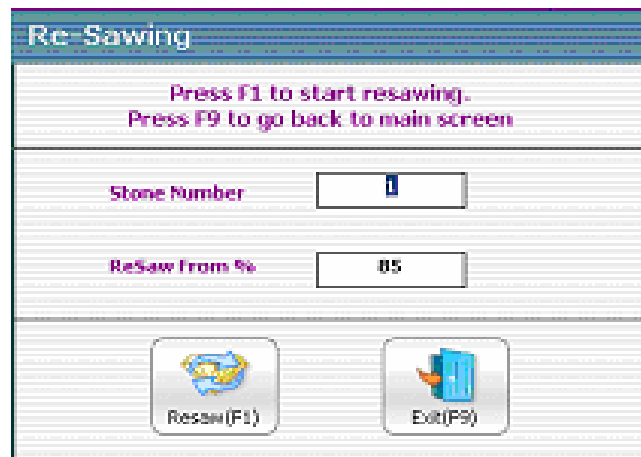 Re-Sawing
Press F1 to start resawing.
Press F9 to go back to main screen
Stone Number 1
ReSaw From % 85
Resaw(F1) Exit(F9)